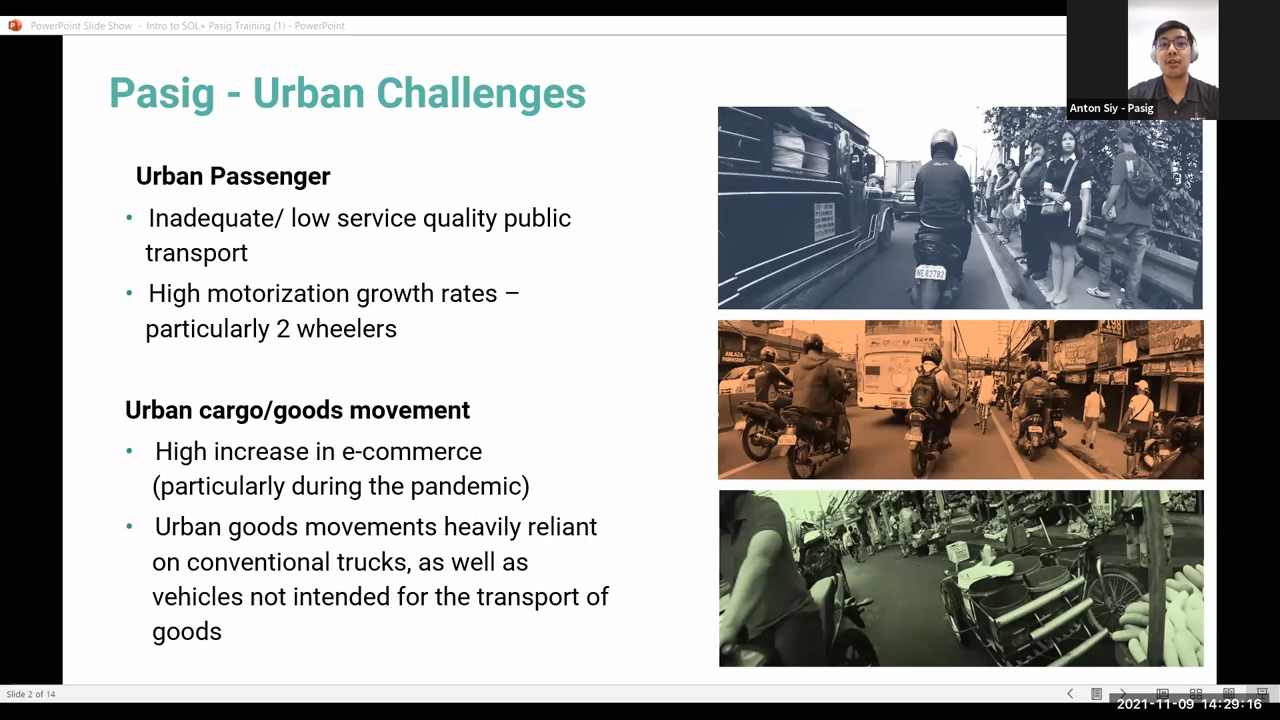 PowerPoint Slide Show - Intro to SOL+ Pasig Training (1) - PowerPoint
Anton Siy - Pasig
Pasig - Urban Challenges
Urban Passenger
• Inadequate/ low service quality public
transport
• High motorization growth rates –
particularly 2 wheelers
Urban cargo/goods movement
• High increase in e-commerce
(particularly during the pandemic)
• Urban goods movements heavily reliant
on conventional trucks, as well as
vehicles not intended for the transport of
goods
ABLAZA
PAWNSHOP
Slide 2 of 14
2021-11-09 14:29:16